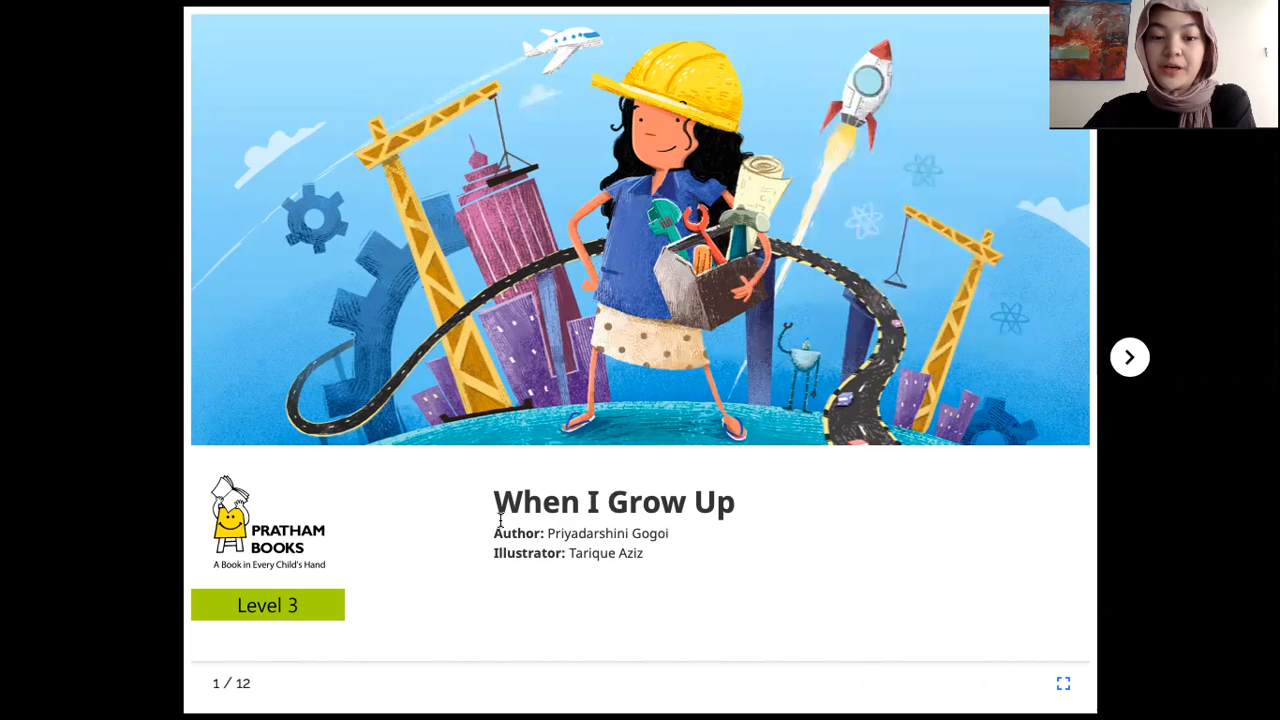 PRATHAM
BOOKS
A Book in Every Child's Hand
Level 3
When I Grow Up
Author: Priyadarshini Gogoi
Illustrator: Tarique Aziz
1 / 12